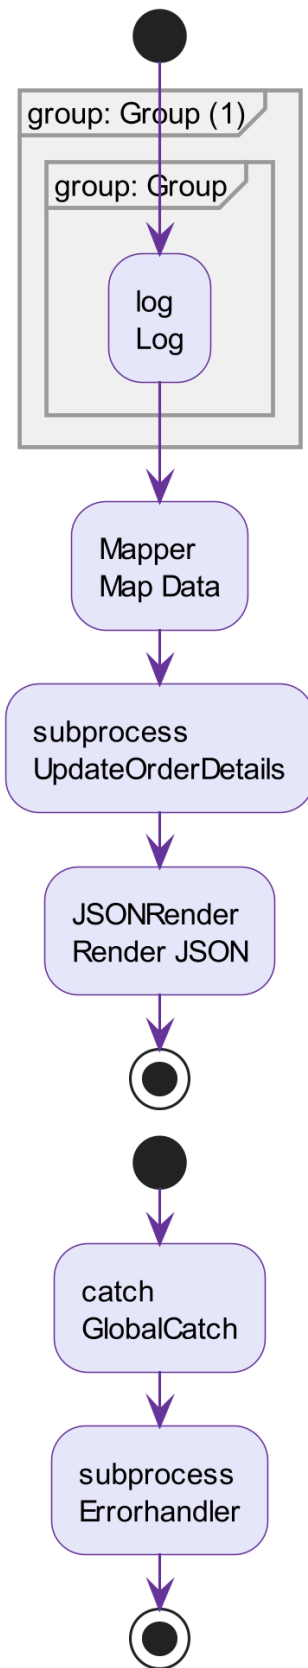 group: Group (1)
group: Group
log
Log
Mapper
Map Data
subprocess
UpdateOrderDetails
JSONRender
Render JSON
catch
GlobalCatch
subprocess
Errorhandler